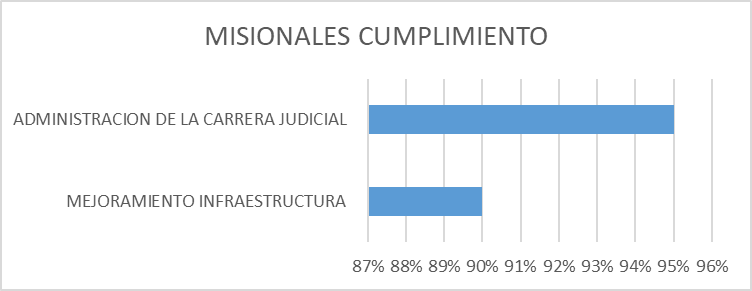 MISIONALES CUMPLIMIENTO
ADMINISTRACION DE LA CARRERA JUDICIAL
MEJORAMIENTO INFRAESTRUCTURA
87% 88% 89% 90% 91% 92% 93% 94% 95% 96%